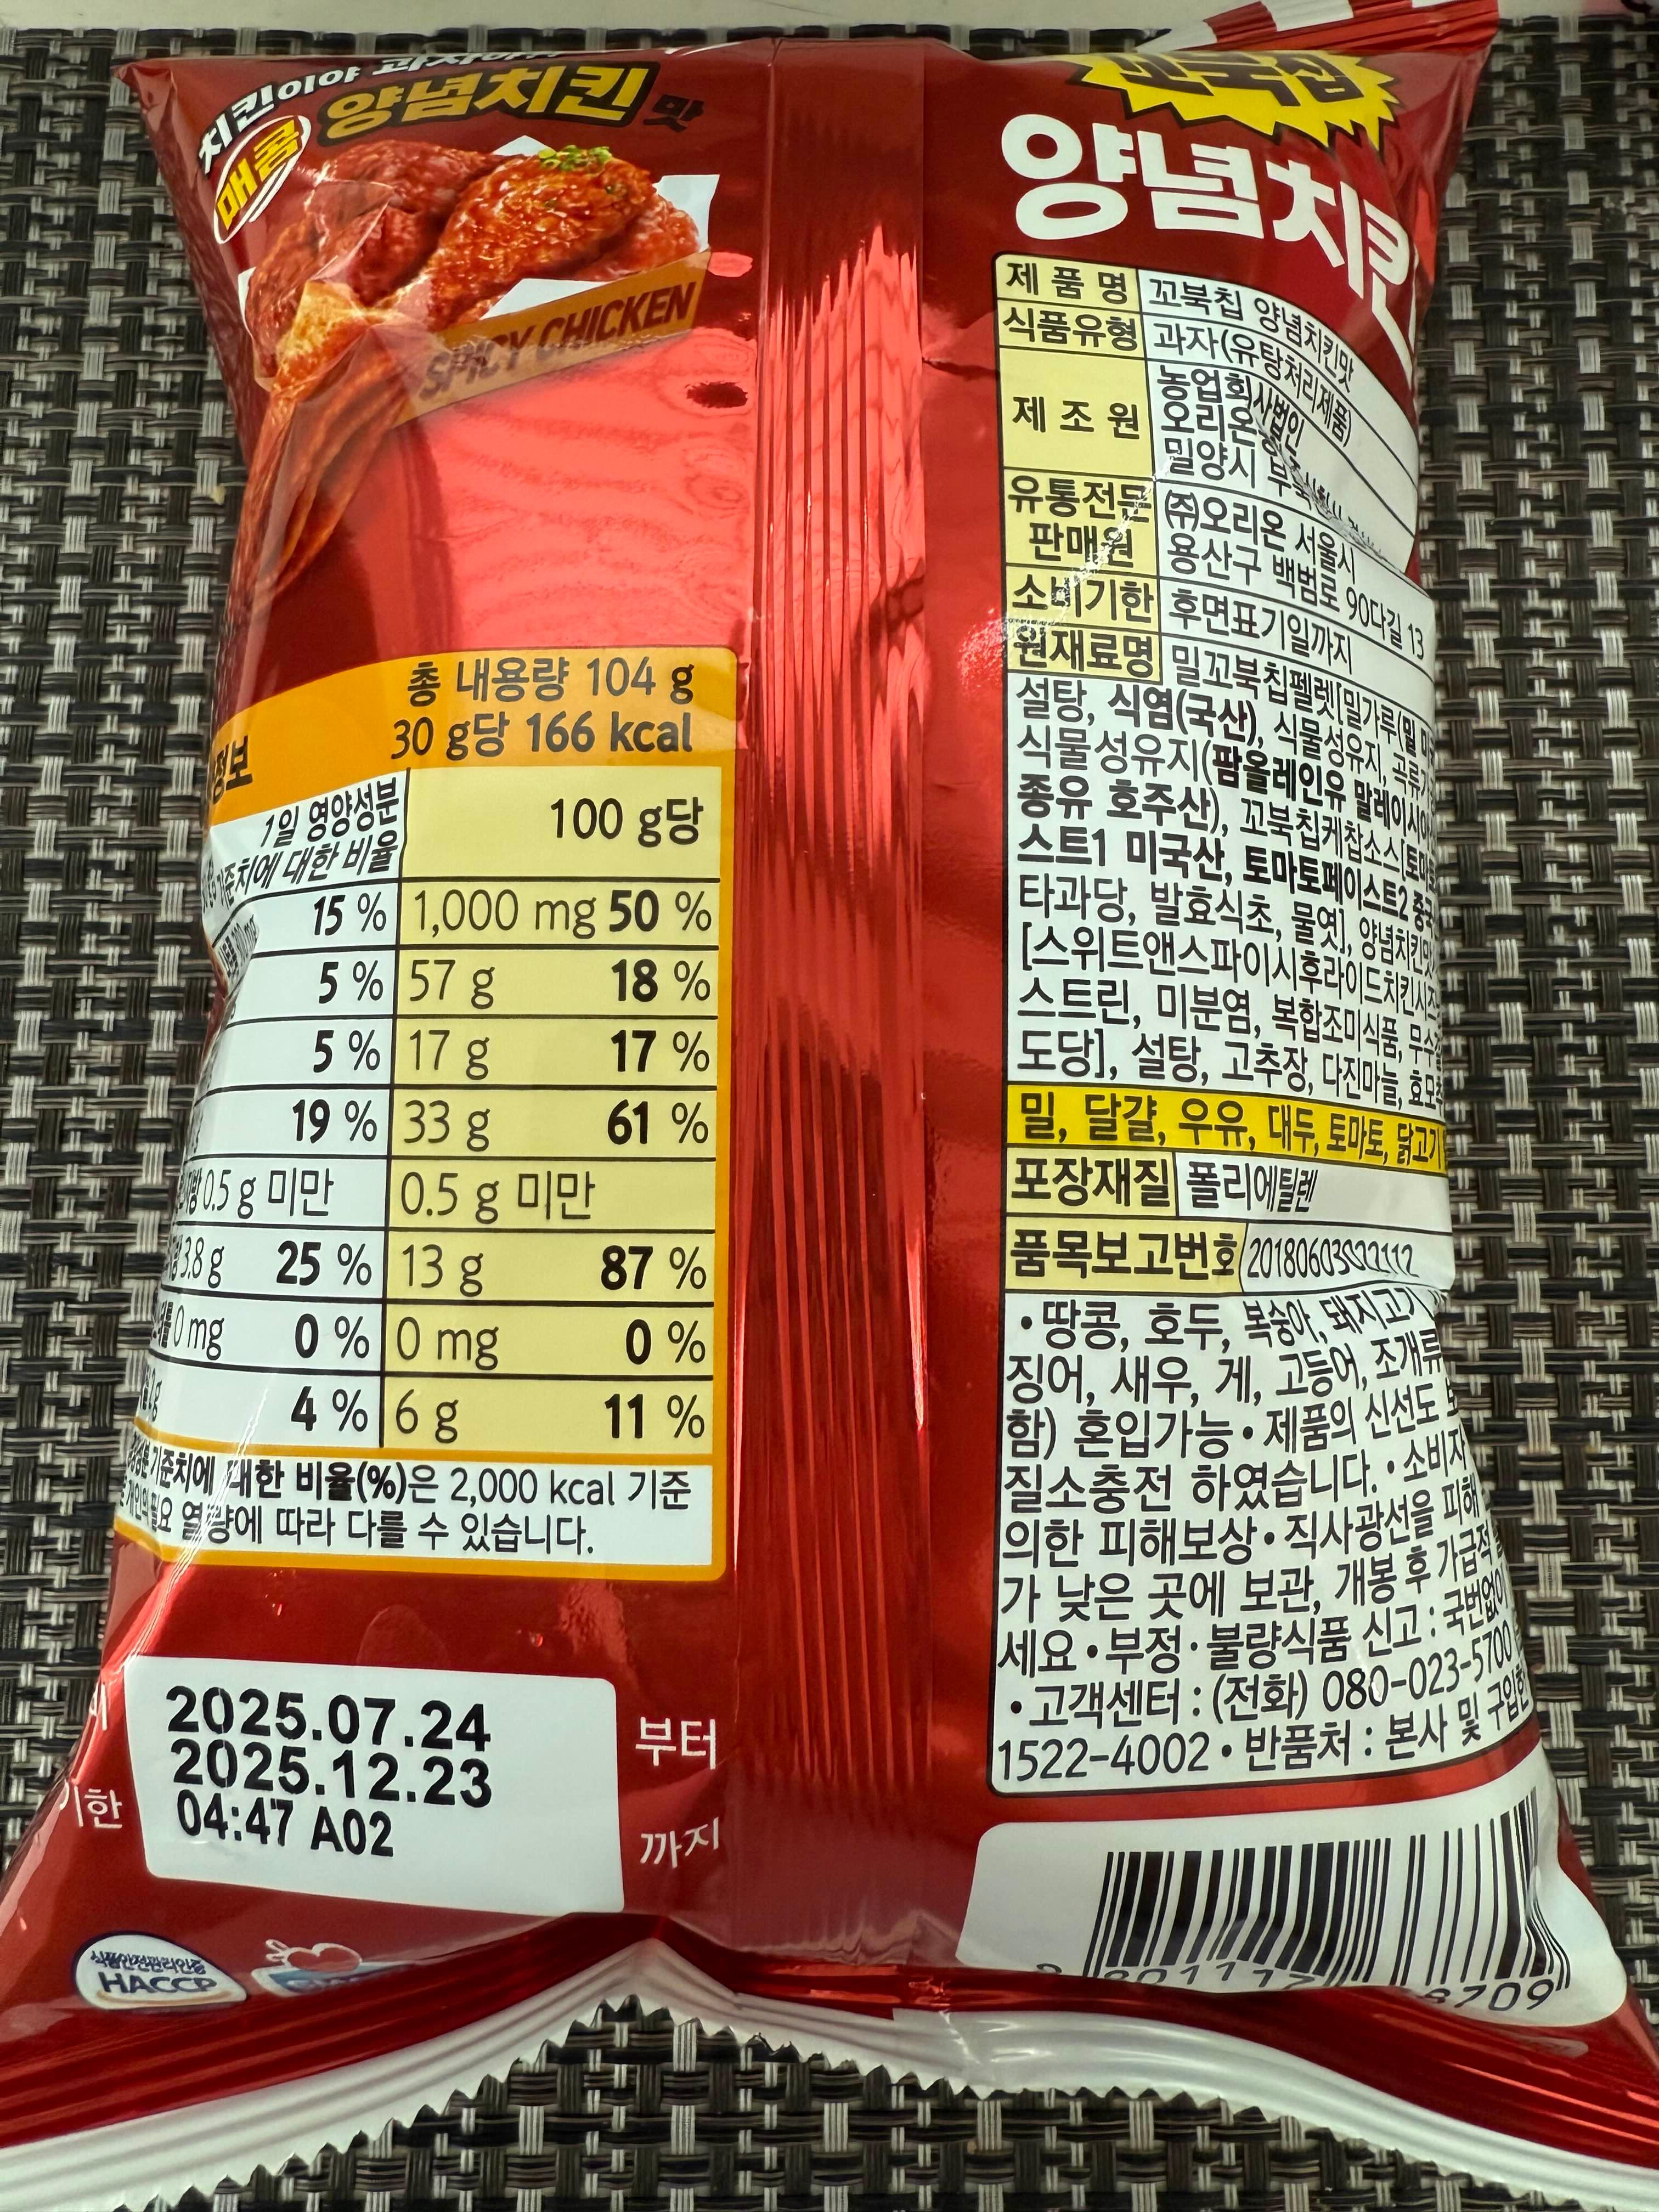 치킨이야
양념치킨 맛
매콤
SPICY CHICKEN
총 내용량 104 g
30 g당 166 kcal
정보
1일 영양성분
기준치에 대한 비율
100 g당
15 % 1,000 mg 50 %
5 % 57 g 18 %
5 % 17 g 17 %
19 % 33 g 61 %
0.5 g 미만 0.5 g 미만
3.8 g 25 % 13 g 87 %
0 mg 0 % 0 mg 0 %
4 % 6 g 11 %
기준치에 대한 비율(%)은 2,000 kcal 기준
개인의 필요 열량에 따라 다를 수 있습니다.
2025.07.24 부터
2025.12.23
04:47 A02
기한 까지
식품안전관리인증
HACCP
꼬북칩
양념치킨
제품명 꼬북칩 양념치킨맛
식품유형 과자(유탕처리제품)
제조원 농업회사법인
오리온
밀양시
유통전문 ㈜오리온 서울시
판매원 용산구 백범로 90다길 13
소비기한 후면표기일까지
원재료명 밀꼬북칩펠렛[밀가루(밀
설탕, 식염(국산), 식물성유지,
식물성유지(팜올레인유 말레이시아
종유 호주산), 꼬북칩케찹소스[토마토
스트1 미국산, 토마토페이스트2
타과당, 발효식초, 물엿], 양념치킨맛
[스위트앤스파이시후라이드치킨시즈
스트린, 미분염, 복합조미식품,
도당], 설탕, 고추장, 다진마늘,
밀, 달걀, 우유, 대두, 토마토, 닭고기
포장재질 폴리에틸렌
품목보고번호
• 땅콩, 호두, 복숭아, 돼지고기
징어, 새우, 게, 고등어, 조개류
함) 혼입가능 • 제품의 신선도
질소충전 하였습니다. • 소비자
의한 피해보상 • 직사광선을 피해
가 낮은 곳에 보관, 개봉 후 가급적
세요 • 부정·불량식품 신고 : 국번없이
• 고객센터 : (전화) 080-023-5700
1522-4002 • 반품처 : 본사 및